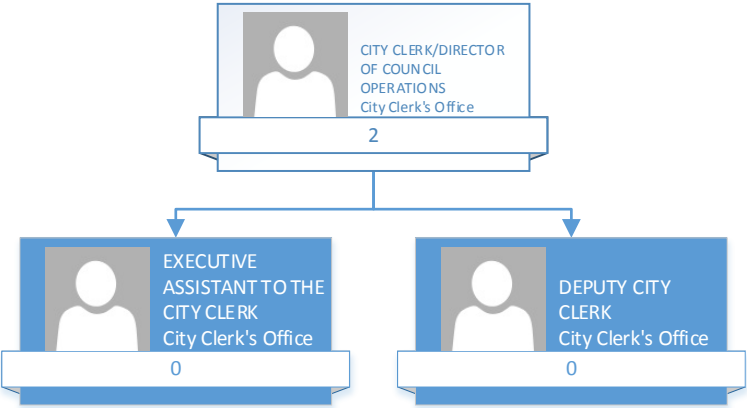 CITY CLERK/DIRECTOR
OF COUNCIL
OPERATIONS
City Clerk's Office
2
EXECUTIVE
ASSISTANT TO THE
CITY CLERK
City Clerk's Office
0
DEPUTY CITY
CLERK
City Clerk's Office
0